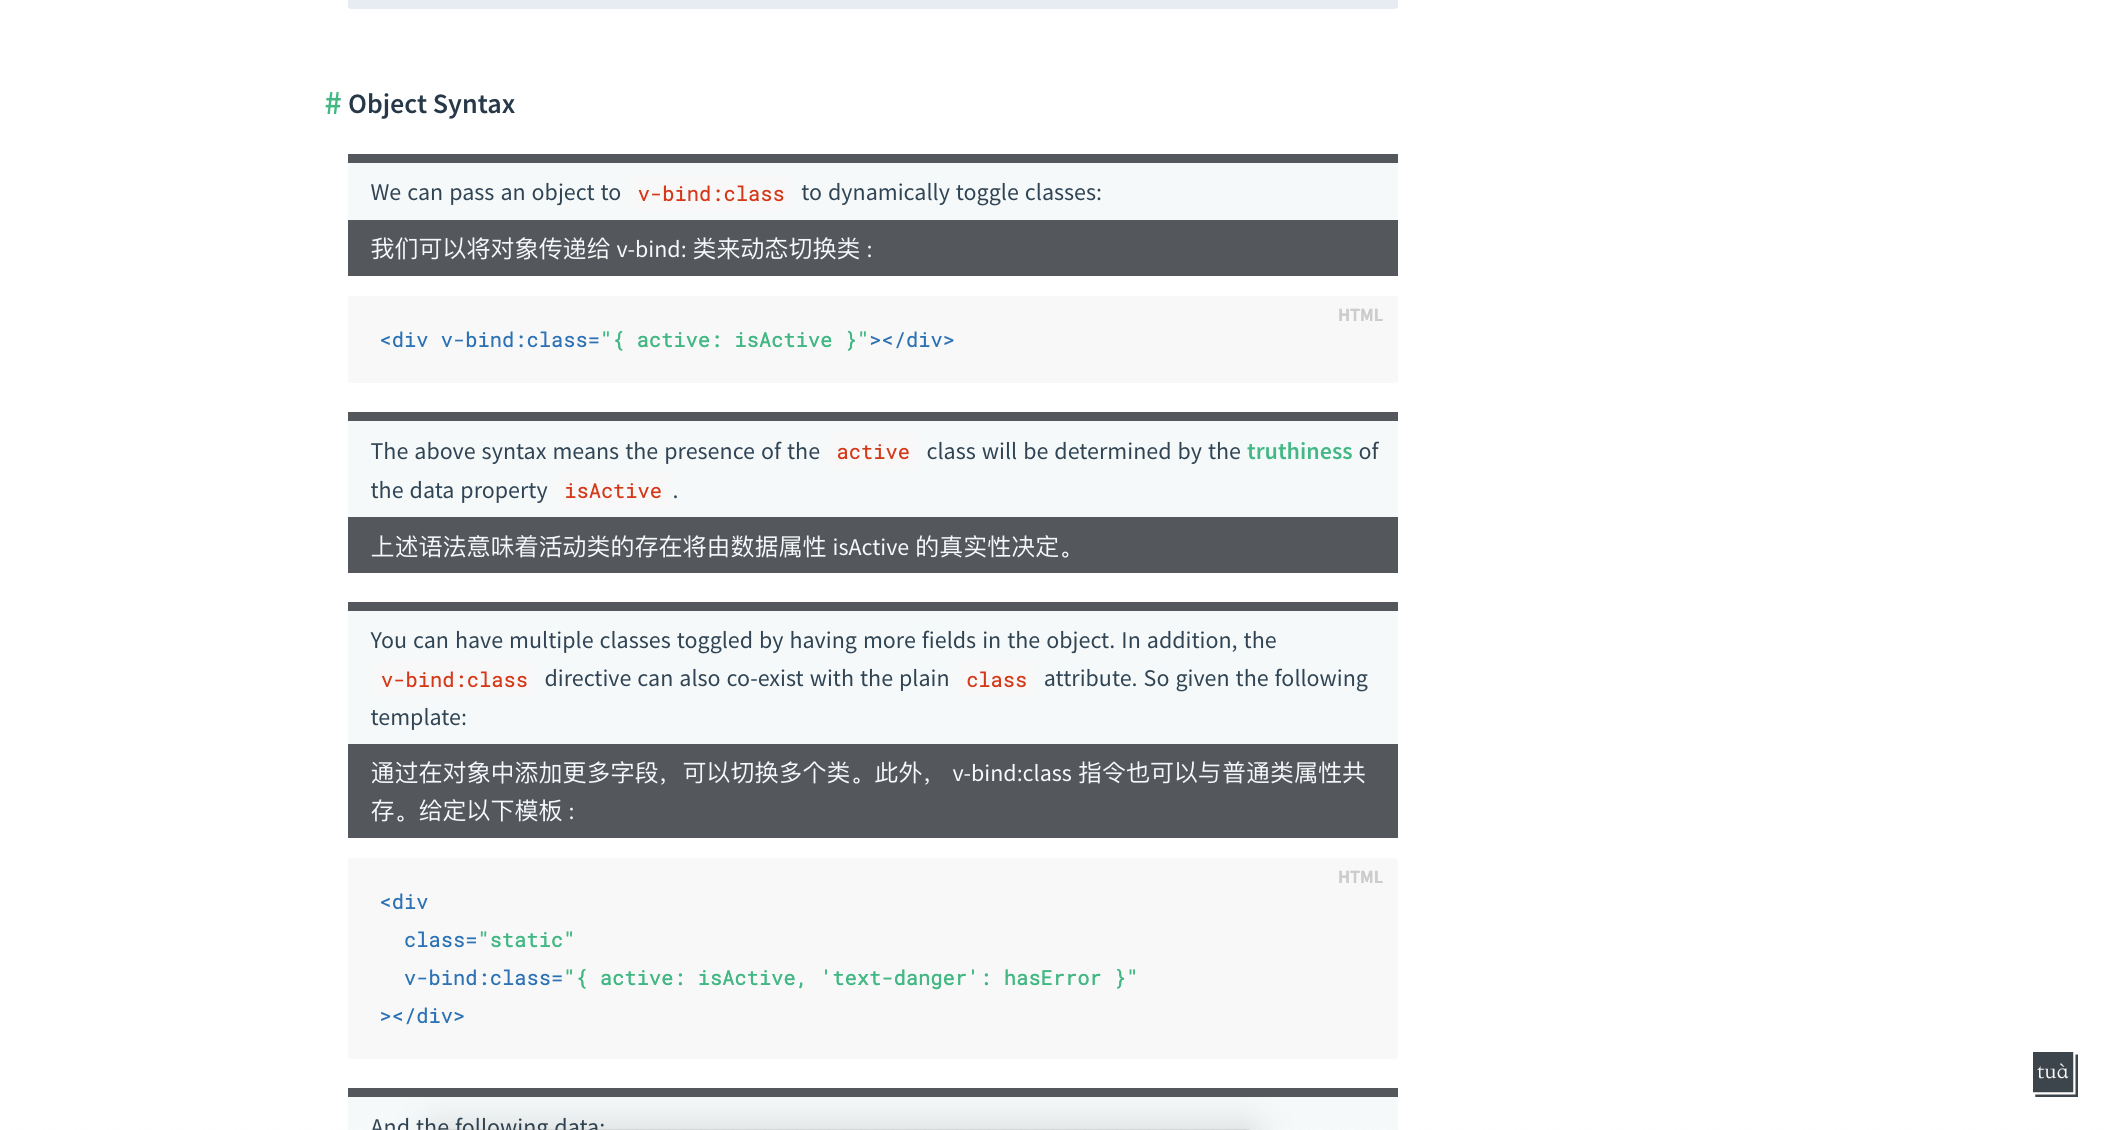 # Object Syntax
We can pass an object to v-bind:class to dynamically toggle classes:
我们可以将对象传递给 v-bind: 类来动态切换类 :
HTML
<div v-bind:class="{ active: isActive }"></div>
The above syntax means the presence of the active class will be determined by the truthiness of
the data property isActive .
上述语法意味着活动类的存在将由数据属性 isActive 的真实性决定。
You can have multiple classes toggled by having more fields in the object. In addition, the
v-bind:class directive can also co-exist with the plain class attribute. So given the following
template:
通过在对象中添加更多字段，可以切换多个类。此外， v-bind:class 指令也可以与普通类属性共
存。给定以下模板 :
HTML
<div
  class="static"
  v-bind:class="{ active: isActive, 'text-danger': hasError }"
></div>
And the following data:
tuà